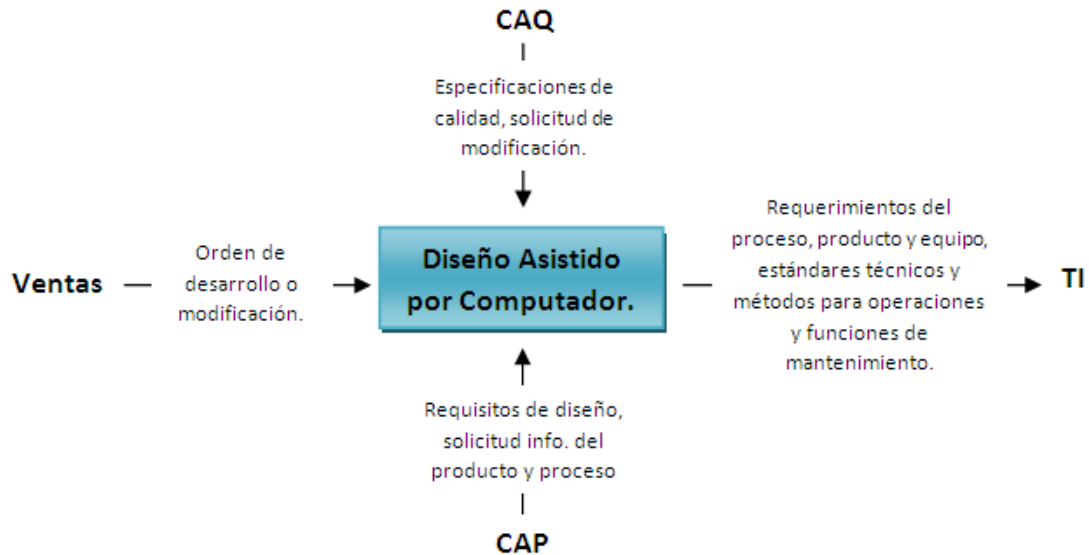 CAQ
Especificaciones de
calidad, solicitud de
modificación.
Ventas
Orden de
desarrollo o
modificación.
Diseño Asistido
por Computador.
Requerimientos del
proceso, producto y equipo,
estándares técnicos y
métodos para operaciones
y funciones de
mantenimiento.
TI
Requisitos de diseño,
solicitud info. del
producto y proceso
CAP